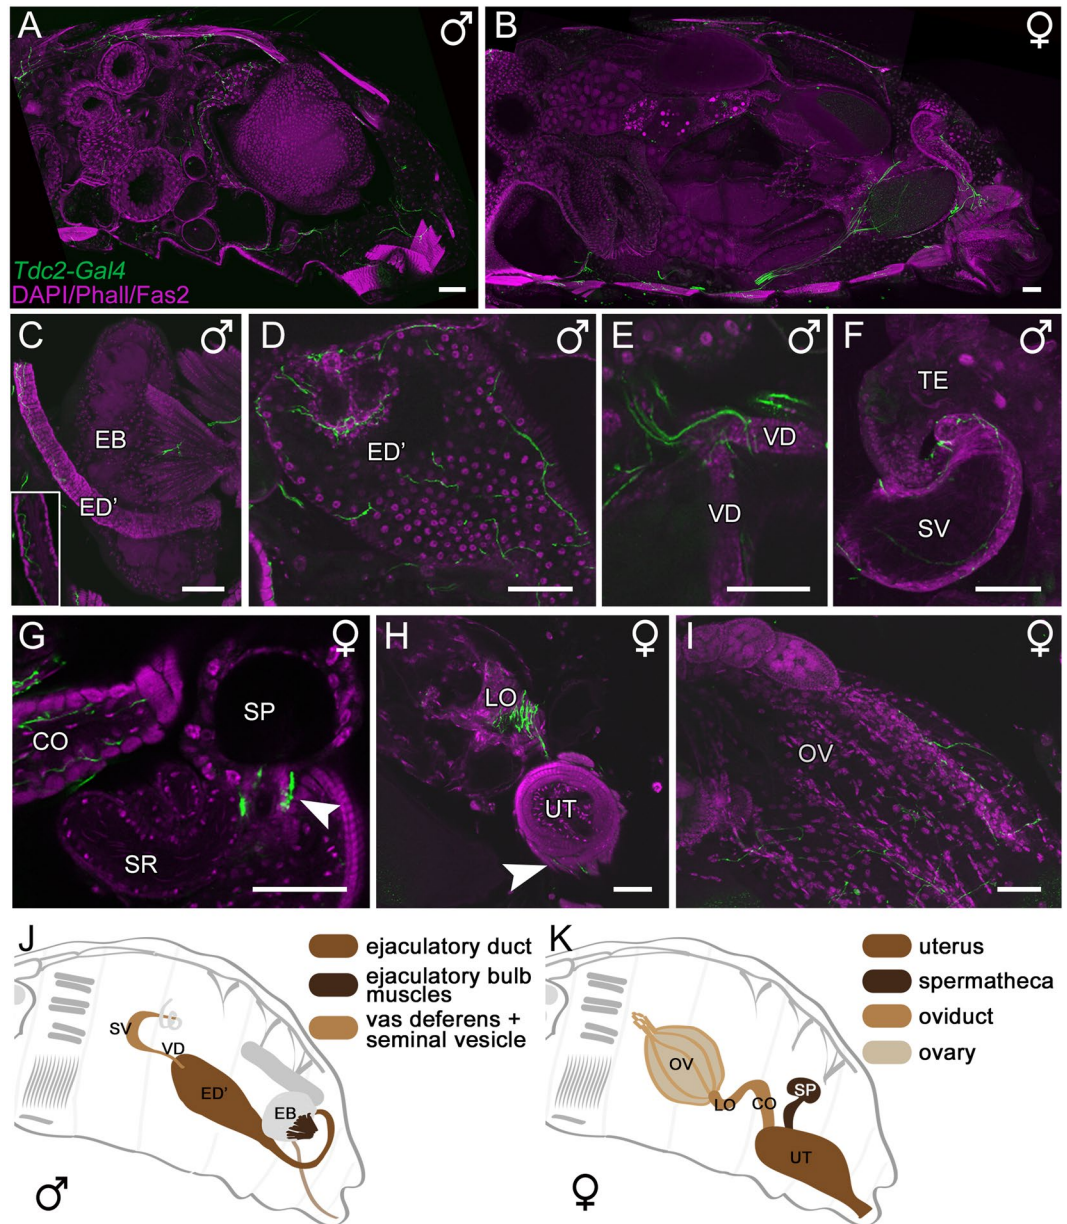 A ♂
B ♀
Tdc2-Gal4
DAPI/Phall/Fas2
C ♂
EB
ED’
D ♂
ED’
E ♂
VD
VD
F ♂
TE
SV
G ♀
CO
SP
SR
H ♀
LO
UT
I ♀
OV
J
ejaculatory duct
ejaculatory bulb
muscles
vas deferens +
seminal vesicle
SV
VD
ED’
EB
♂
K
uterus
spermatheca
oviduct
ovary
OV
LO
CO
SP
UT
♀